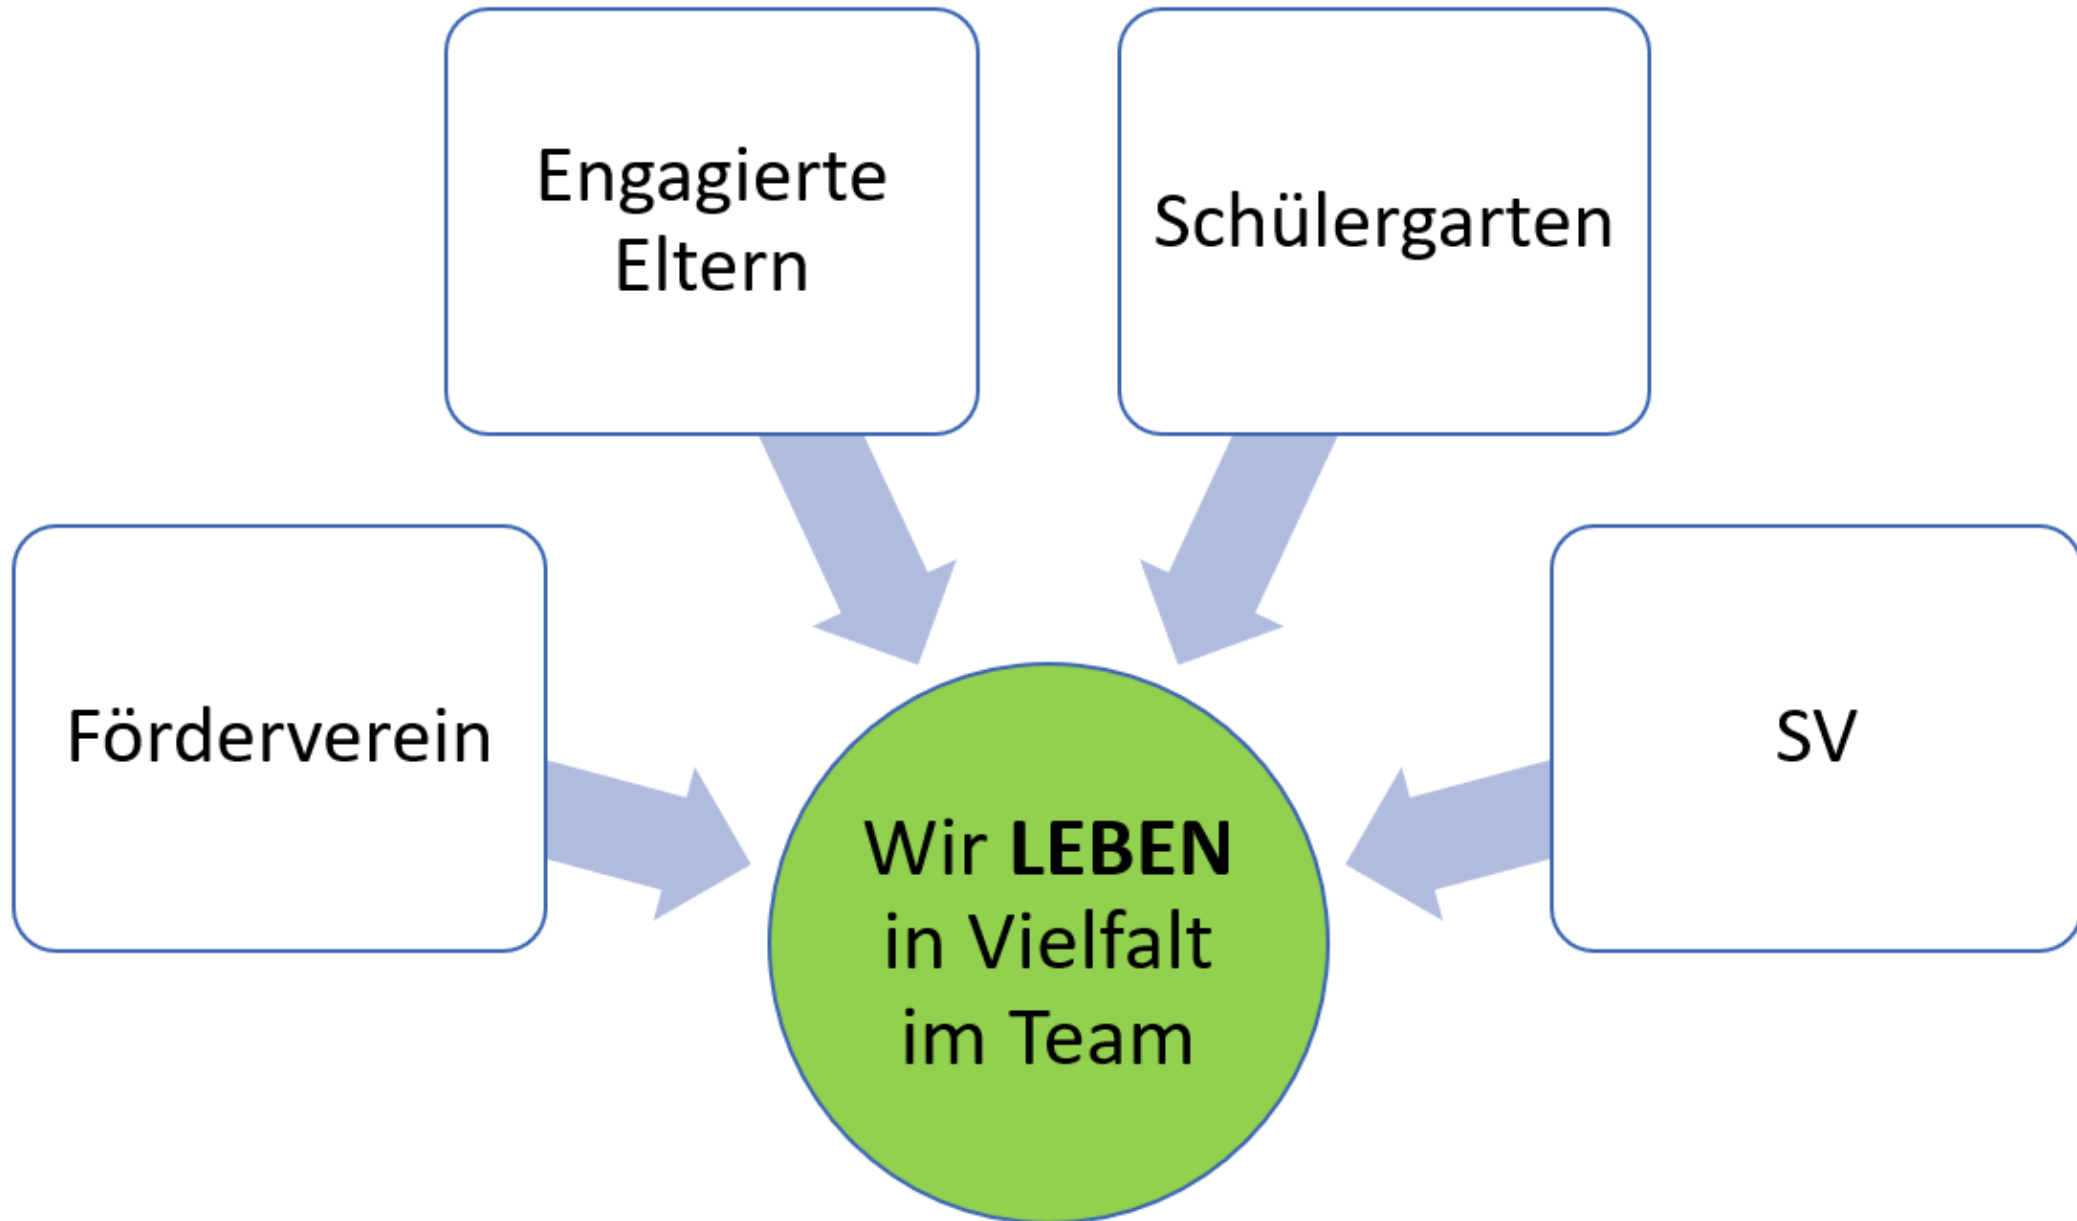 Engagierte
Eltern
Schülergarten
Förderverein
SV
Wir LEBEN
in Vielfalt
im Team